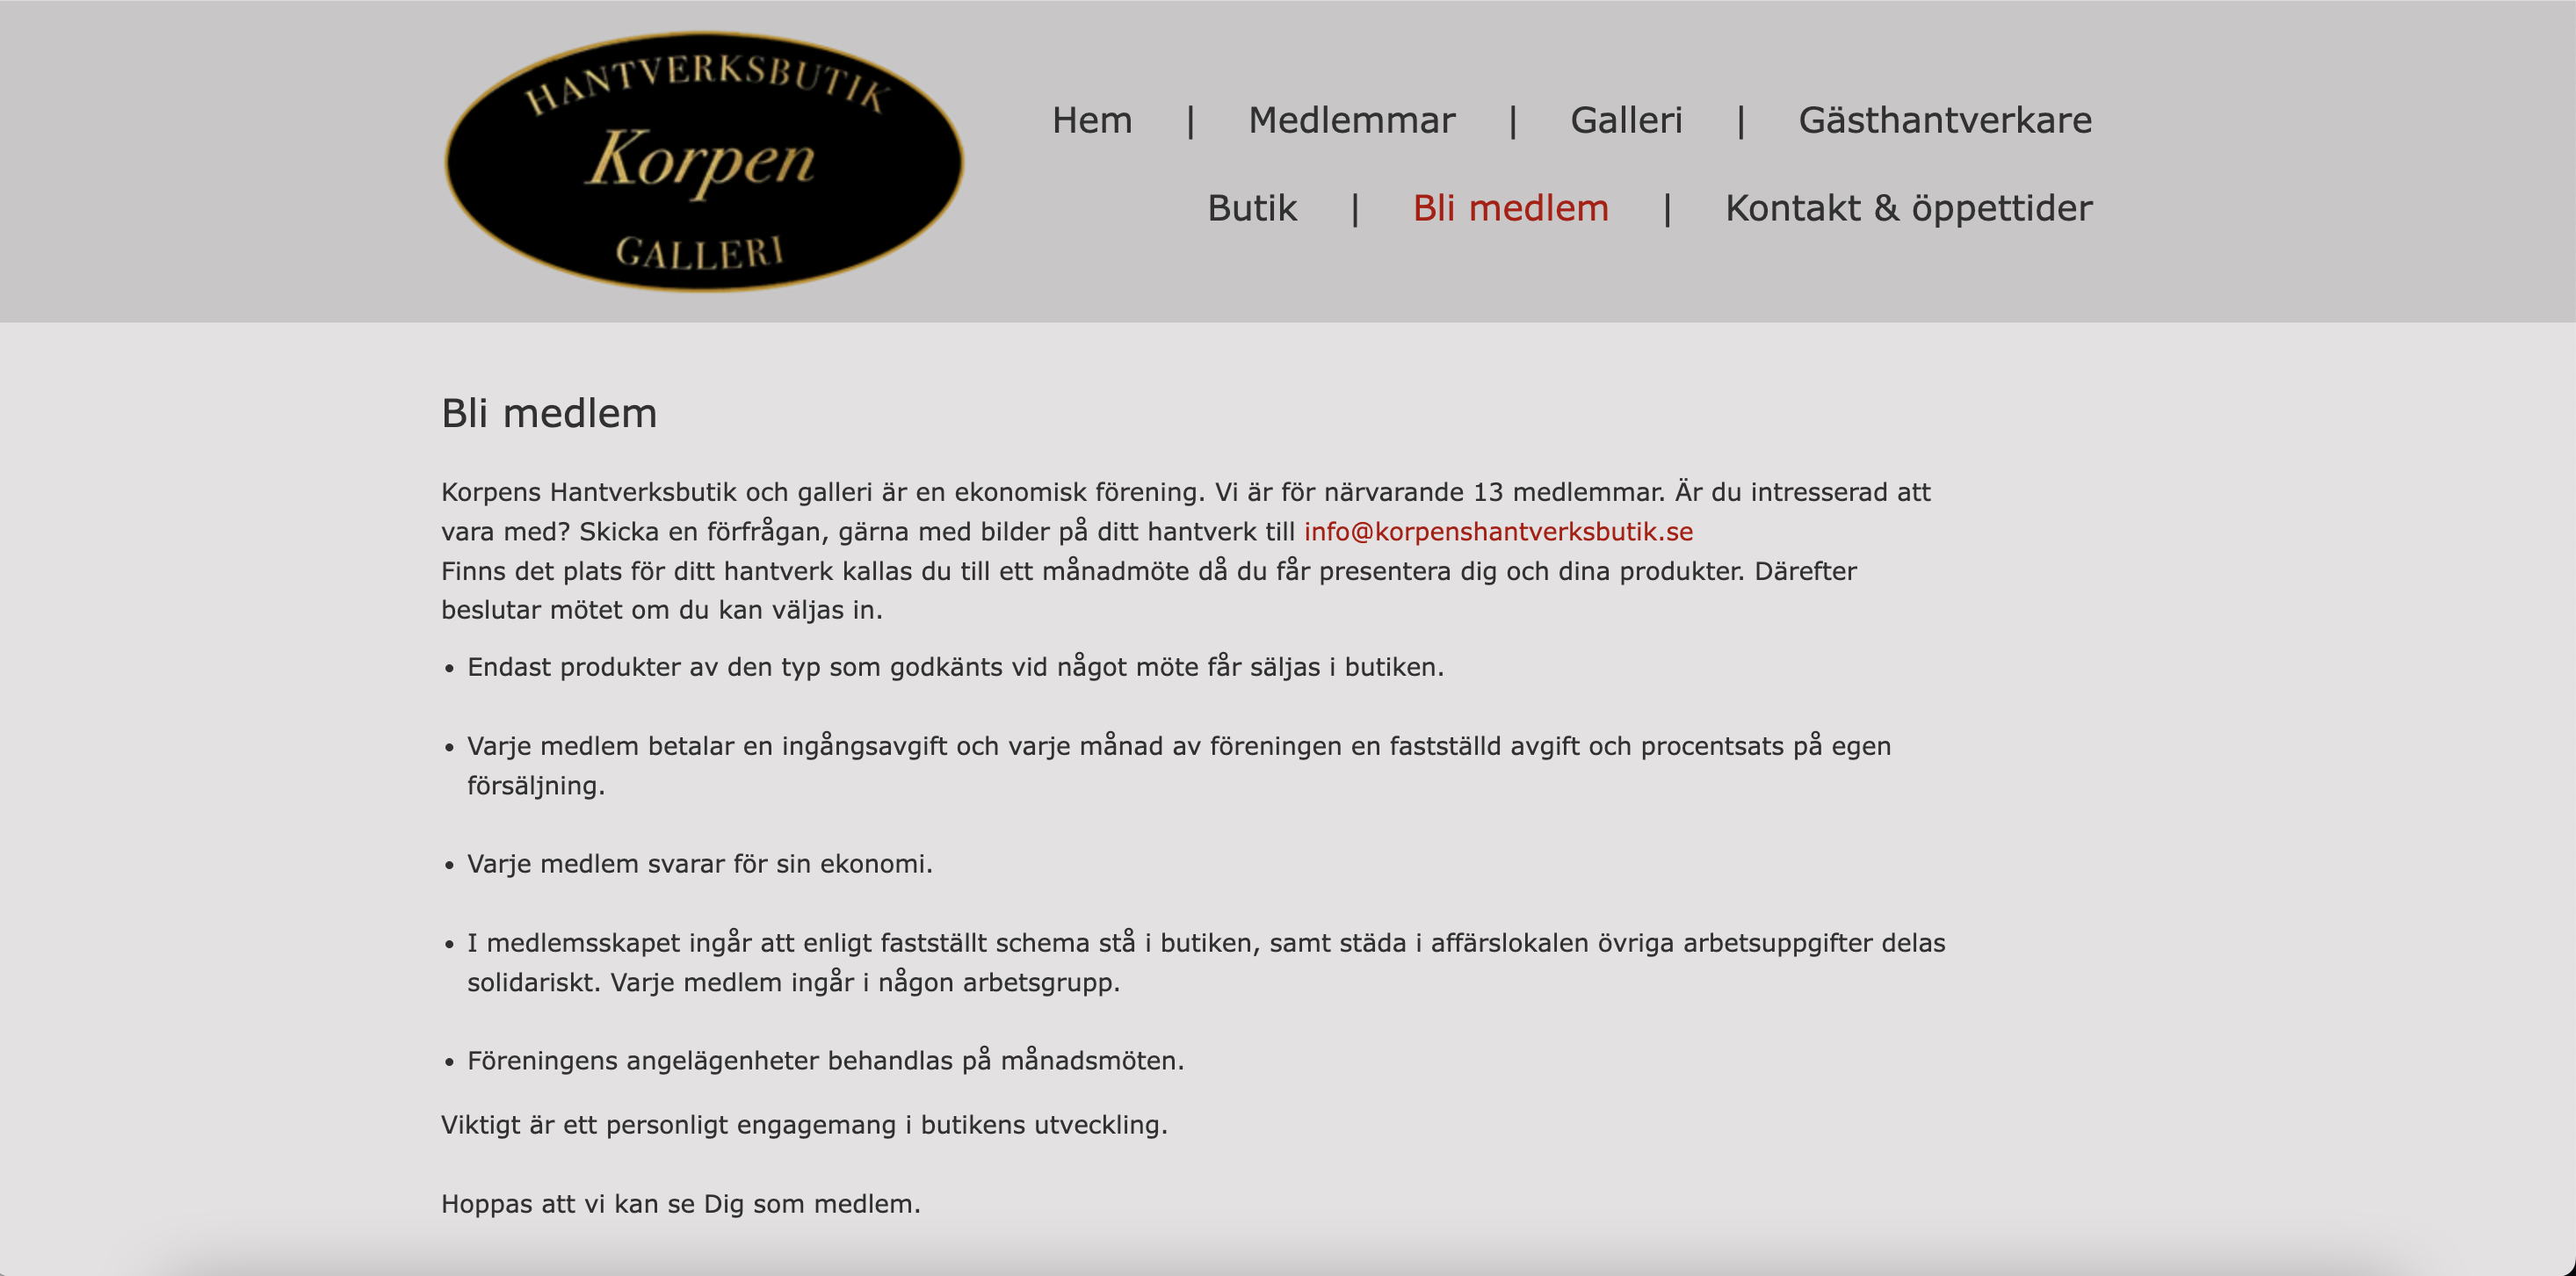 HANTVERKSBUTIK
Korpen
GALLERI
Hem | Medlemmar | Galleri | Gästhantverkare
Butik | Bli medlem | Kontakt & öppettider
Bli medlem
Korpens Hantverksbutik och galleri är en ekonomisk förening. Vi är för närvarande 13 medlemmar. Är du intresserad att
vara med? Skicka en förfrågan, gärna med bilder på ditt hantverk till info@korpenshantverksbutik.se
Finns det plats för ditt hantverk kallas du till ett månadmöte då du får presentera dig och dina produkter. Därefter
beslutar mötet om du kan väljas in.
• Endast produkter av den typ som godkänts vid något möte får säljas i butiken.
• Varje medlem betalar en ingångsavgift och varje månad av föreningen en fastställd avgift och procentsats på egen
försäljning.
• Varje medlem svarar för sin ekonomi.
• I medlemsskapet ingår att enligt fastställt schema stå i butiken, samt städa i affärslokalen övriga arbetsuppgifter delas
solidariskt. Varje medlem ingår i någon arbetsgrupp.
• Föreningens angelägenheter behandlas på månadsmöten.
Viktigt är ett personligt engagemang i butikens utveckling.
Hoppas att vi kan se Dig som medlem.